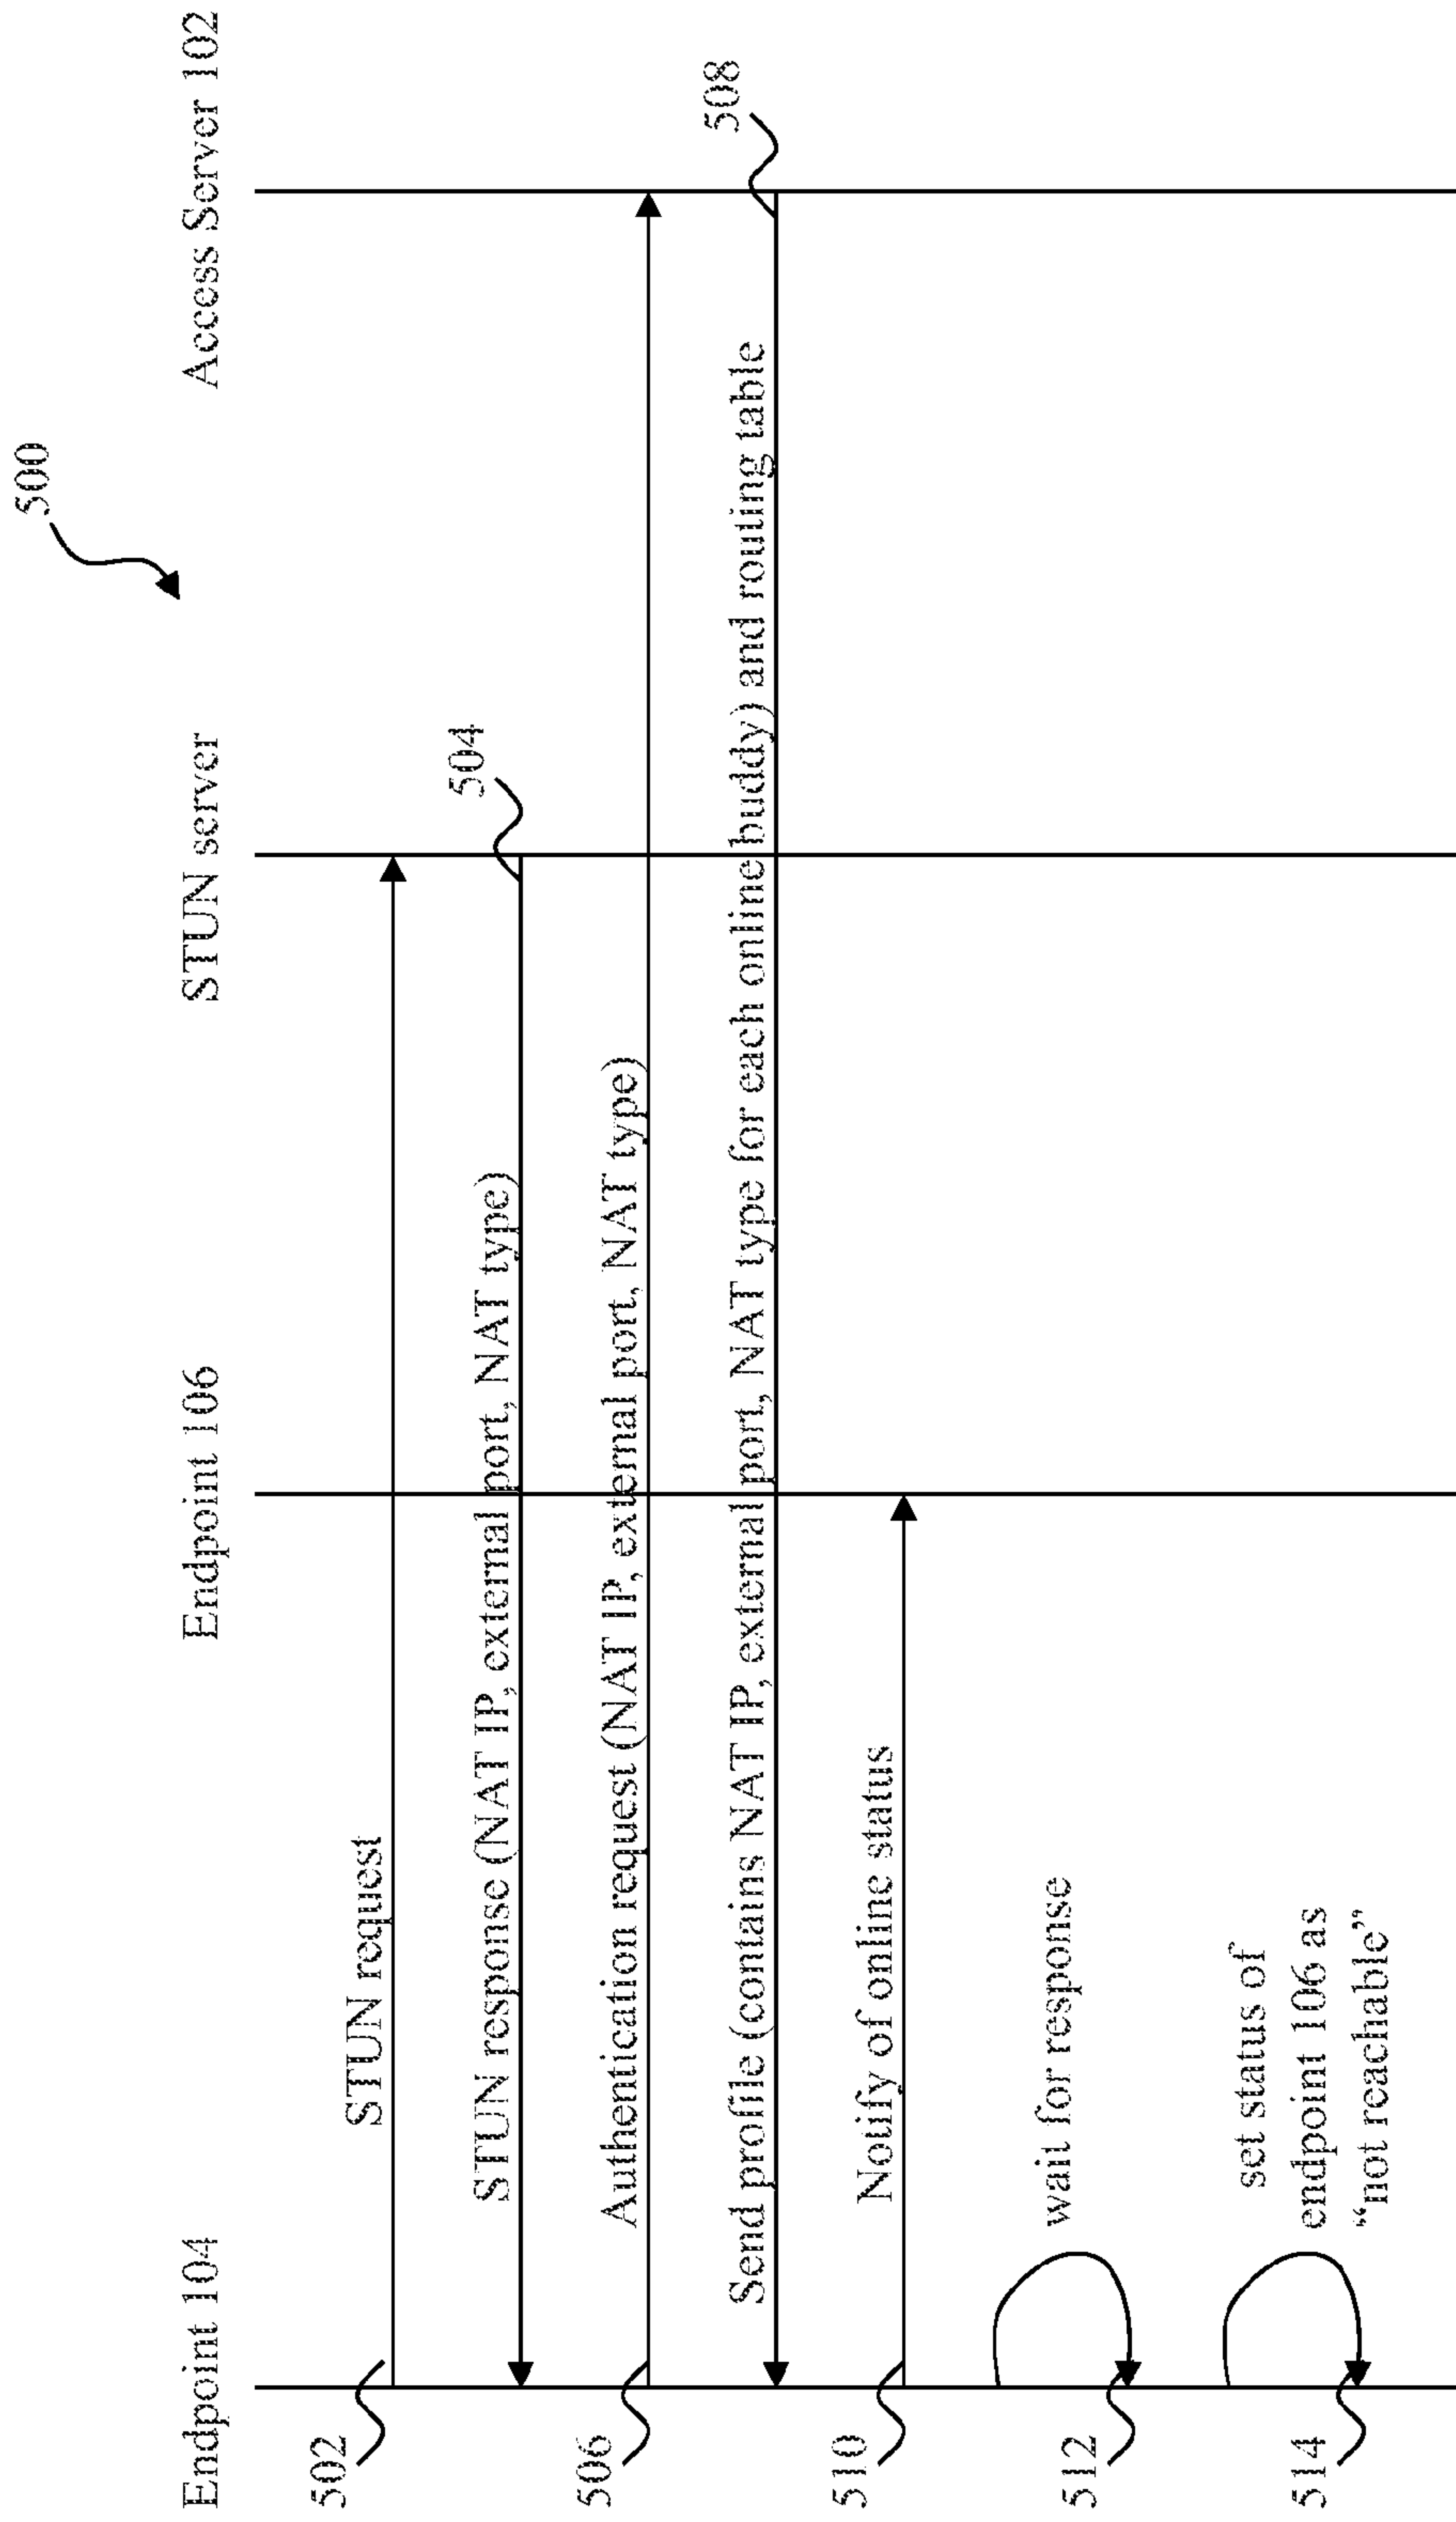 500
Endpoint 104
Endpoint 106
STUN server
Access Server 102
502
STUN request
STUN response (NAT IP, external port, NAT type)
504
506
Authentication request (NAT IP, external port, NAT type)
Send profile (contains NAT IP, external port, NAT type for each online buddy) and routing table
508
510
Notify of online status
512
wait for response
514
set status of
endpoint 106 as
“not reachable”